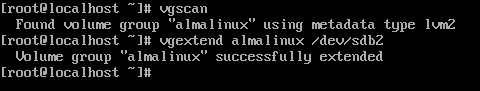 [root@localhost ~]# vgscan
  Found volume group "almalinux" using metadata type lvm2
[root@localhost ~]# vgextend almalinux /dev/sdb2
  Volume group "almalinux" successfully extended
[root@localhost ~]#